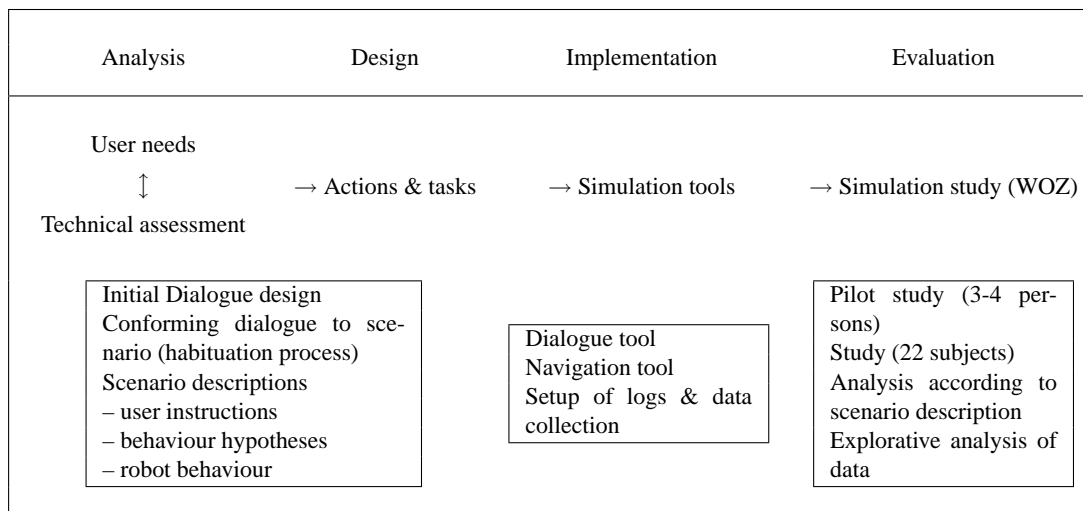 Analysis Design Implementation Evaluation
User needs
↕ → Actions & tasks → Simulation tools → Simulation study (WOZ)
Technical assessment
Initial Dialogue design
Conforming dialogue to sce-
nario (habituation process)
Scenario descriptions
– user instructions
– behaviour hypotheses
– robot behaviour
Dialogue tool
Navigation tool
Setup of logs & data
collection
Pilot study (3-4 per-
sons)
Study (22 subjects)
Analysis according to
scenario description
Explorative analysis of
data